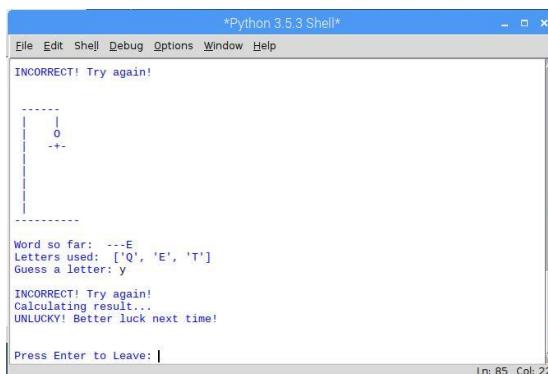 *Python 3.5.3 Shell*
File Edit Shell Debug Options Window Help
INCORRECT! Try again!
------
|    |
|    O
|   -+-
|
|
|
|
|
----------
Word so far:  ---E
Letters used:  ['Q', 'E', 'T']
Guess a letter: y
INCORRECT! Try again!
Calculating result...
UNLUCKY! Better luck next time!
Press Enter to Leave:
Ln: 85 Col: 22